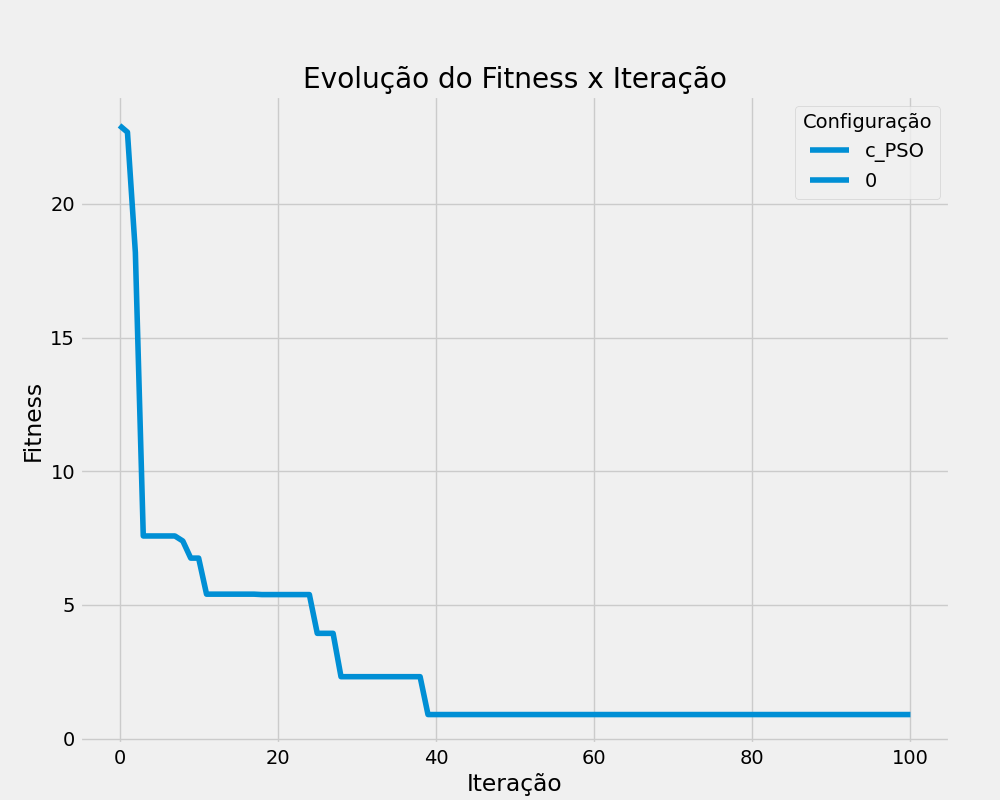 Evolução do Fitness x Iteração
Configuração
c_PSO
0
Fitness
20
15
10
5
0
0 20 40 60 80 100
Iteração